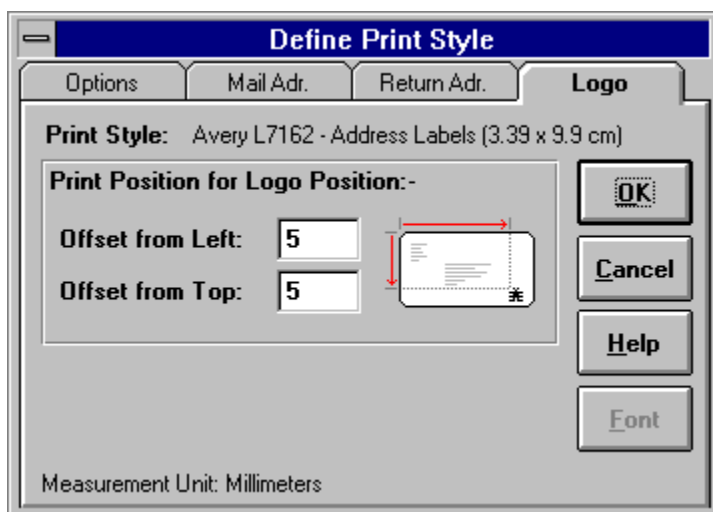 Define Print Style
Options Mail Adr. Return Adr. Logo
Print Style: Avery L7162 - Address Labels (3.39 x 9.9 cm)
Print Position for Logo Position:-
Offset from Left: 5
Offset from Top: 5
OK
Cancel
Help
Font
Measurement Unit: Millimeters